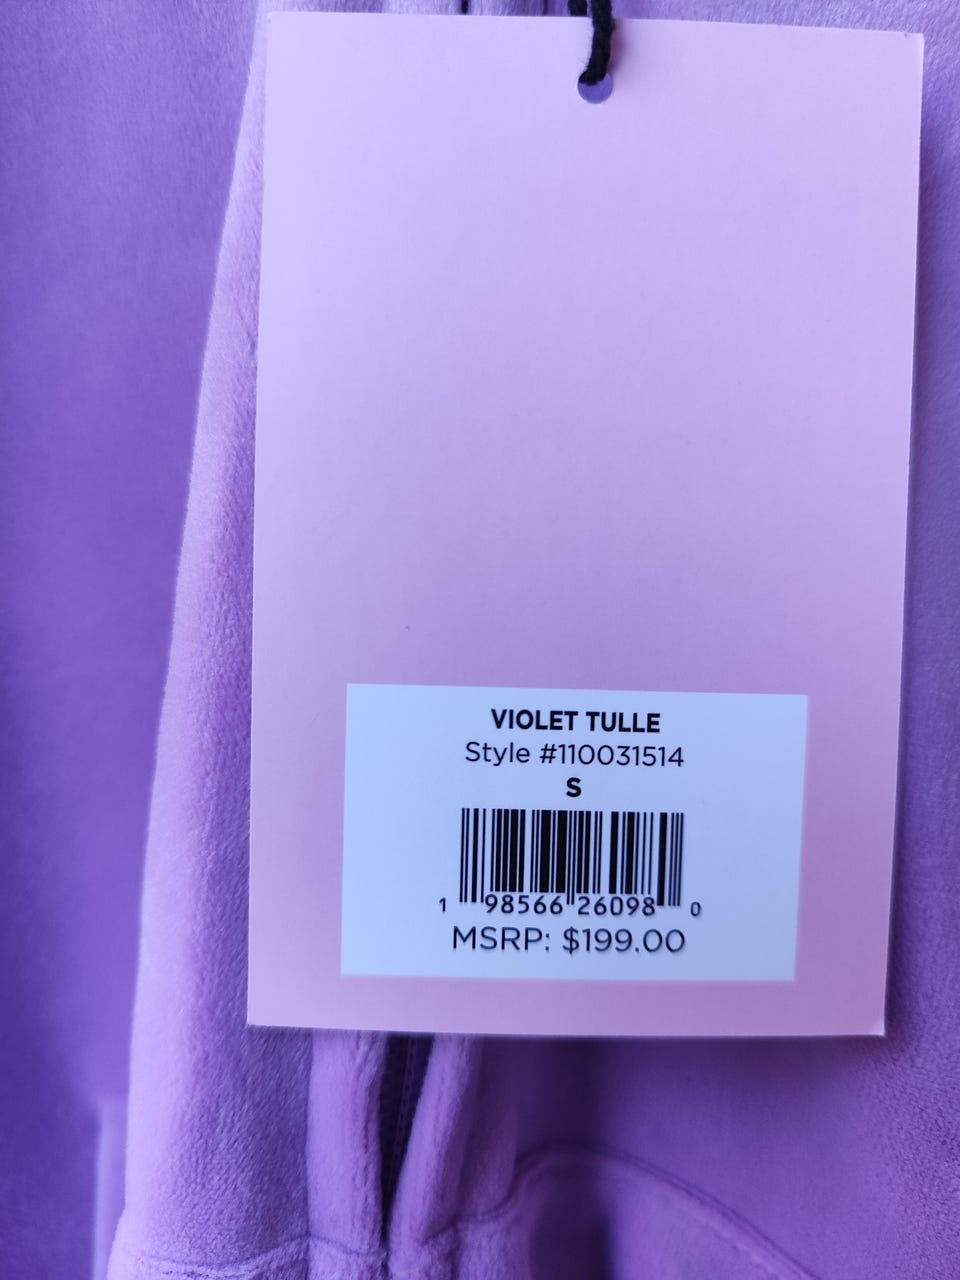 VIOLET TULLE
Style #110031514
S
1 98566 26098 0
MSRP: $199.00